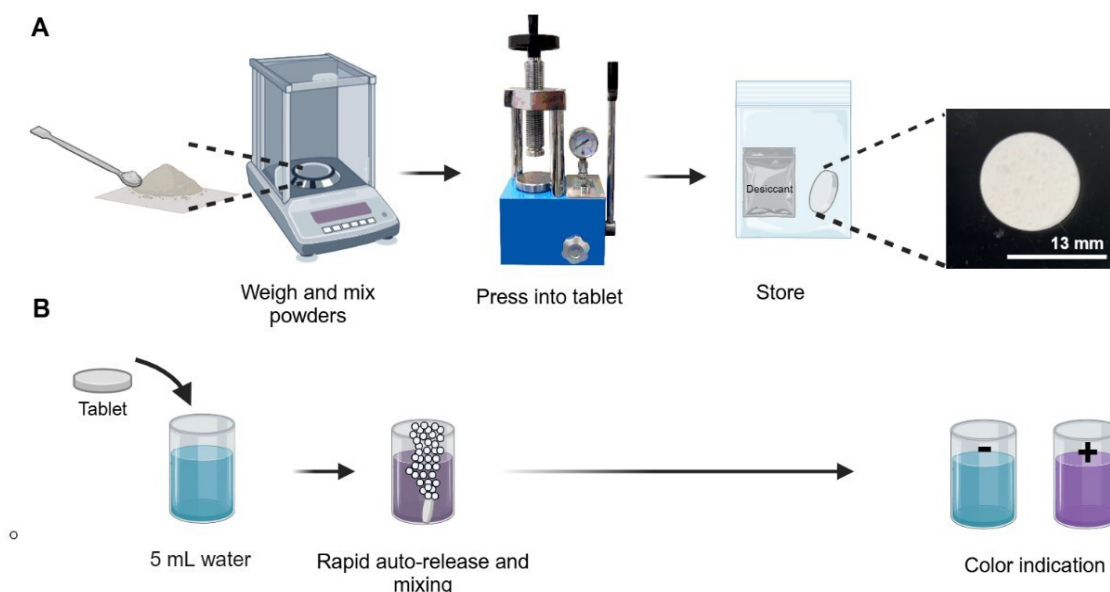 A
Desiccant
13 mm
Weigh and mix
powders
Press into tablet
Store
B
Tablet
-
+
5 mL water
Rapid auto-release and
mixing
Color indication